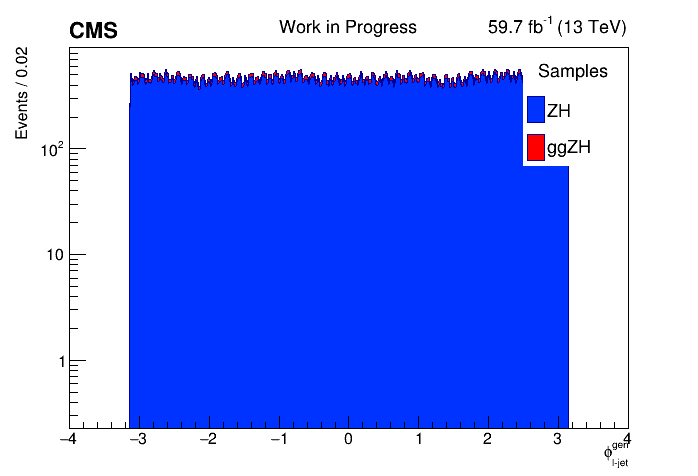 CMS Work in Progress 59.7 fb⁻¹ (13 TeV)
Events / 0.02
Samples
ZH
ggZH
10²
10
1
−4 −3 −2 −1 0 1 2 3 4
ϕ^gen_l-jet